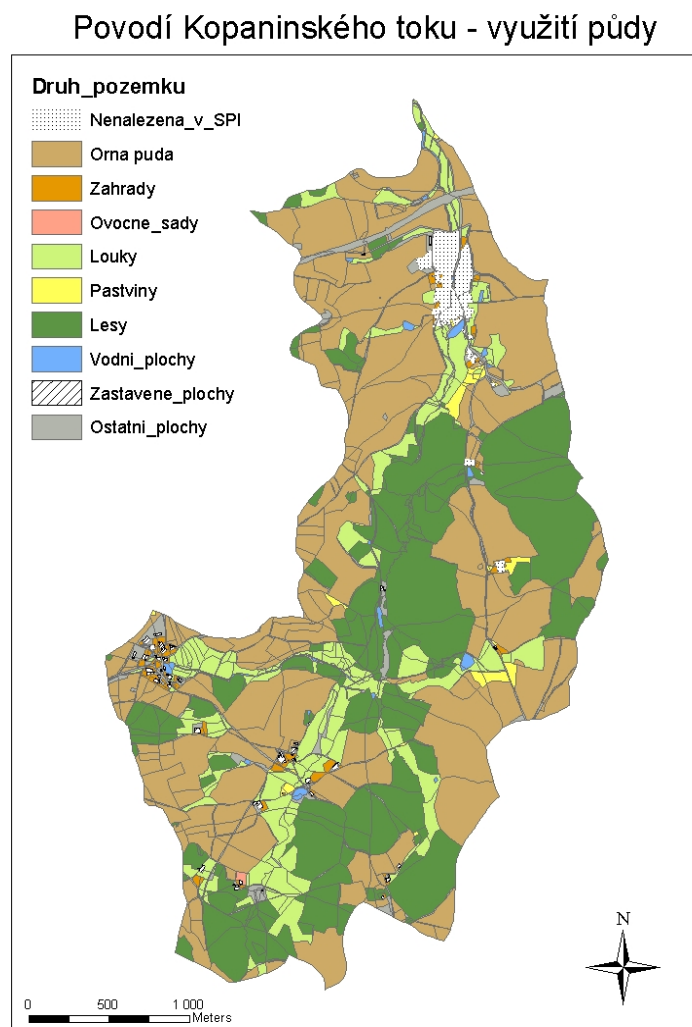 Povodí Kopaninského toku - využití půdy
Druh_pozemku
Nenalezena_v_SPI
Orna puda
Zahrady
Ovocne_sady
Louky
Pastviny
Lesy
Vodni_plochy
Zastavene_plochy
Ostatni_plochy
N
0 500 1 000
Meters